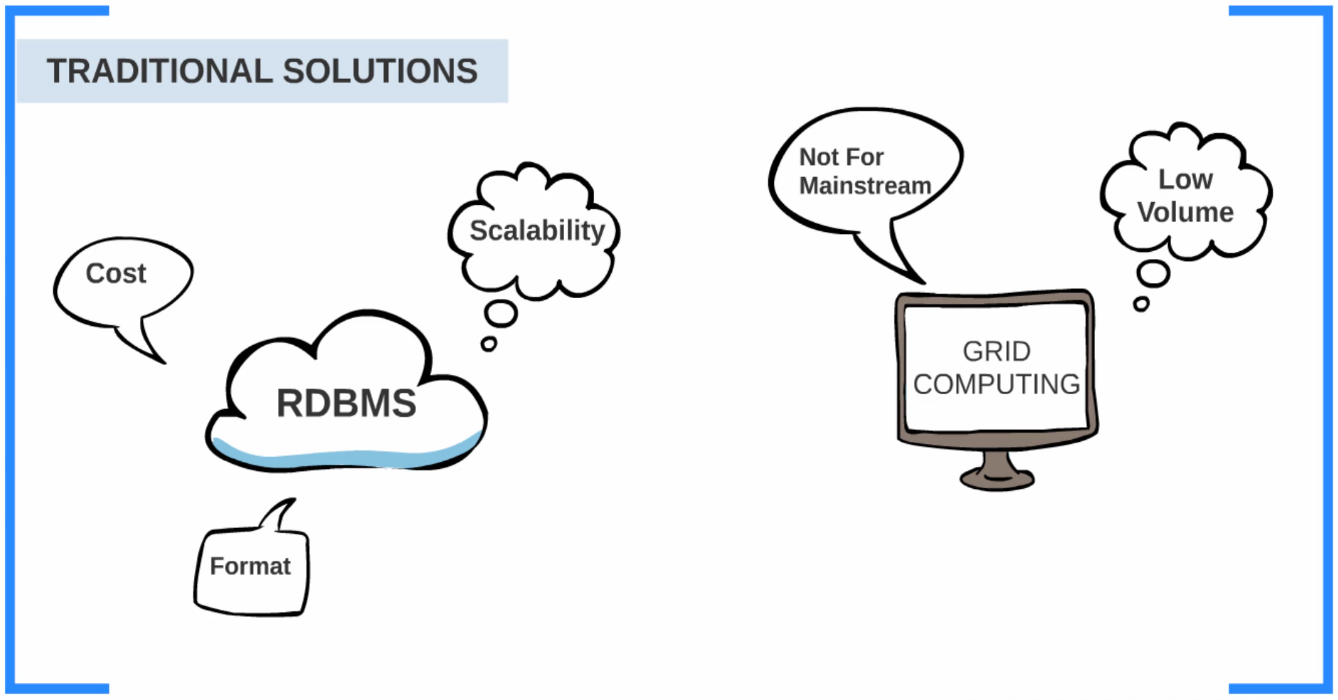 TRADITIONAL SOLUTIONS
Cost
Scalability
RDBMS
Format
Not For
Mainstream
Low
Volume
GRID
COMPUTING